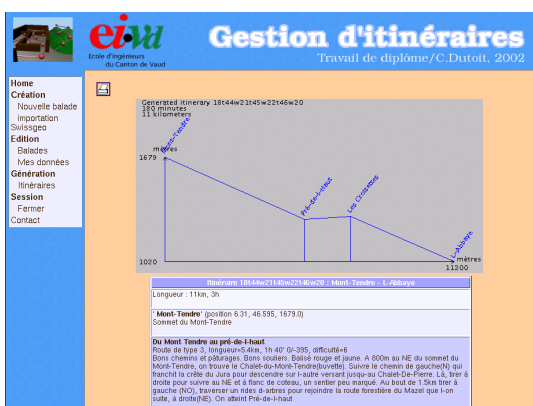 ei-vd
Ecole d'ingénieurs
du Canton de Vaud
Gestion d'itinéraires
Travail de diplôme/C.Dutoit, 2002
Home
Création
Nouvelle balade
Importation
Swissgeo
Edition
Balades
Mes données
Génération
Itinéraires
Session
Fermer
Contact
Generated itinerary 18t44w21t45w22t46w20
180 minutes
11 kilometers
Mont-Tendre
mètres
1679
Pré-de-l-Haut
Les Croisettes
L-Abbaye
mètres
1020
11200
Itinéraire 18t44w21t45w22t46w20 : Mont-Tendre - L-Abbaye
Longueur : 11km, 3h
' Mont-Tendre' (position 6.31, 46.595, 1679.0)
Sommet du Mont-Tendre
Du Mont Tendre au pré-de-l-haut
Route de type 3, longueur=5.4km, 1h 40' 0/-395, difficulté=6
Bons chemins et pâturages. Bons souliers. Balisé rouge et jaune. A 800m au NE du sommet du
Mont-Tendre, on trouve le Chalet-du-Mont-Tendre(buvette). Suivre le chemin de gauche(N) qui
franchit la crête du Jura pour descendre sur l-autre versant jusqu-au Chalet-De-Pierre. Là, tirer à
droite pour suivre au NE et à flanc de coteau, un sentier peu marqué. Au bout de 1.5km tirer à
gauche (NO), traverser un rides d-arbres pour rejoindre la route forestière du Mazel que l-on
suite, à droite(NE). On atteint Pré-de-l-Haut